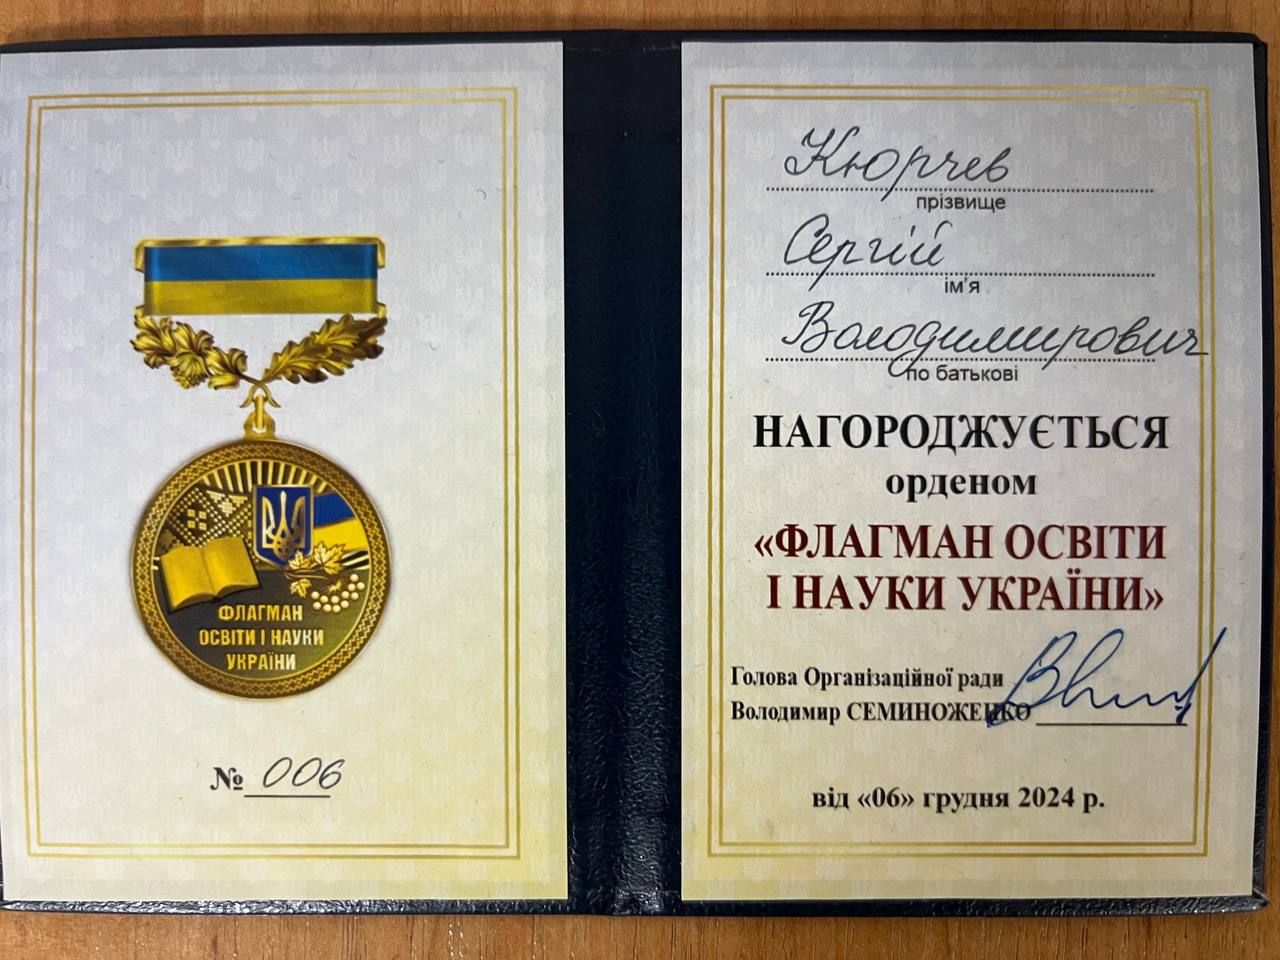 ФЛАГМАН
ОСВІТИ І НАУКИ
УКРАЇНИ
№ 006
Кюрчев
прізвище
Сергій
ім'я
Володимирович
по батькові
НАГОРОДЖУЄТЬСЯ
орденом
«ФЛАГМАН ОСВІТИ
І НАУКИ УКРАЇНИ»
Голова Організаційної ради
Володимир СЕМИНОЖЕНКО
від «06» грудня 2024 р.